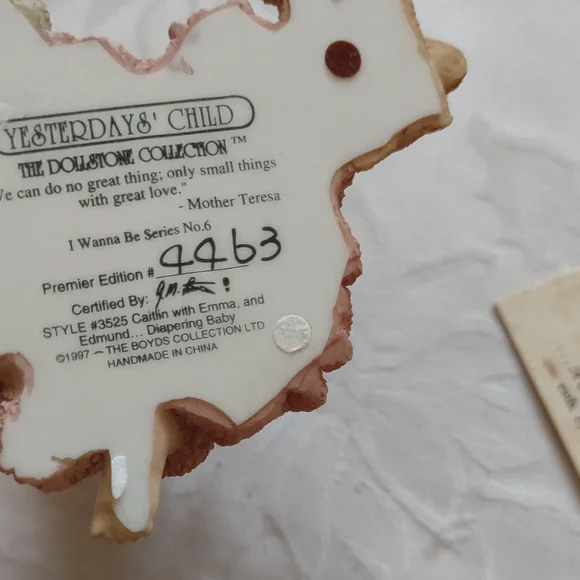 YESTERDAYS' CHILD
THE DOLLSTONE COLLECTION™
We can do no great thing; only small things
with great love."
- Mother Teresa
I Wanna Be Series No.6
Premier Edition # 4463
Certified By:
STYLE #3525 Caitlin with Emma, and
Edmund... Diapering Baby
©1997 ~ THE BOYDS COLLECTION LTD
HANDMADE IN CHINA